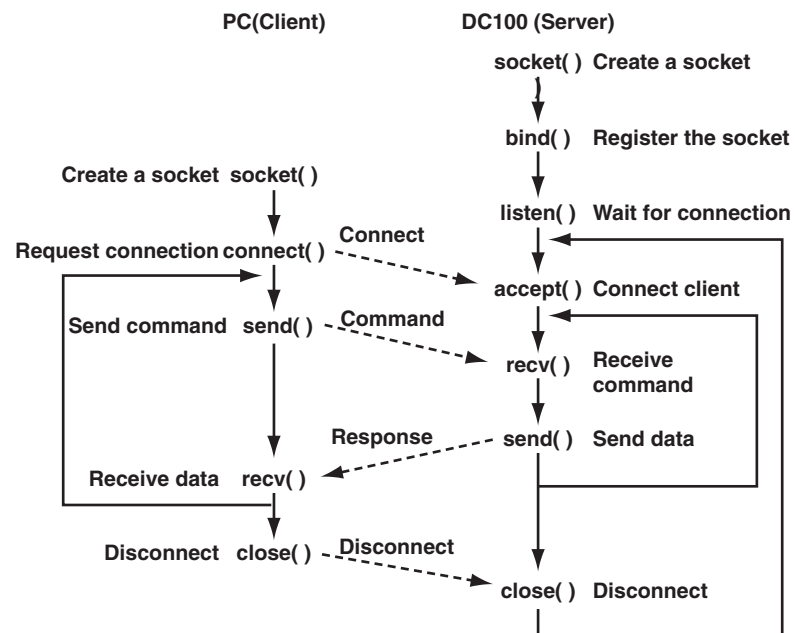 PC(Client) DC100 (Server)
socket( ) Create a socket
)
bind( ) Register the socket
Create a socket socket( )
listen( ) Wait for connection
Connect
Request connection connect( )
accept( ) Connect client
Send command send( ) Command
recv( ) Receive
command
Response send( ) Send data
Receive data recv( )
Disconnect close( ) Disconnect
close( ) Disconnect